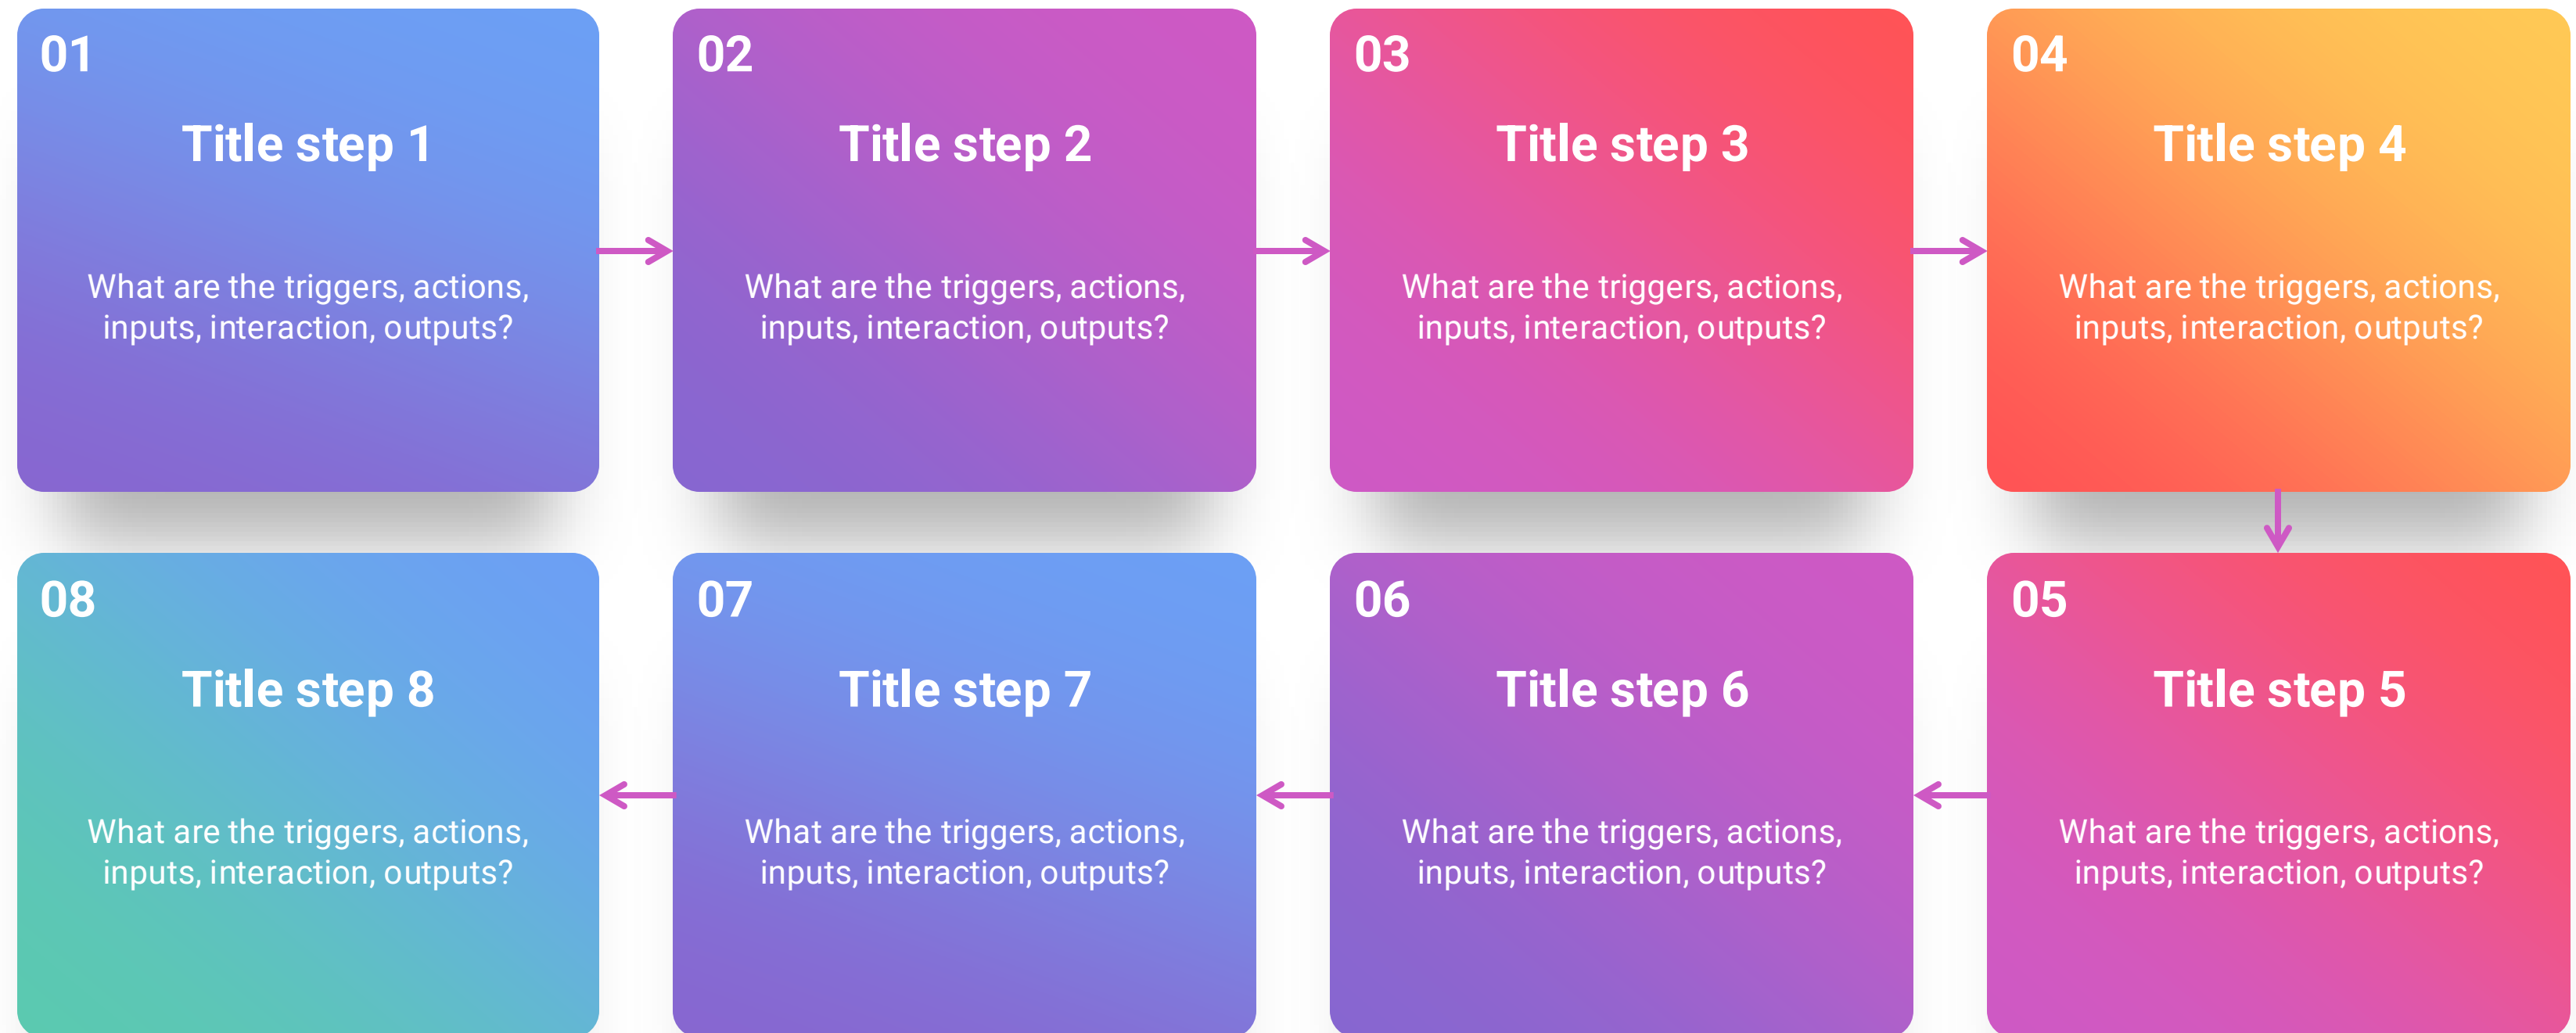 01
Title step 1
What are the triggers, actions,
inputs, interaction, outputs?
02
Title step 2
What are the triggers, actions,
inputs, interaction, outputs?
03
Title step 3
What are the triggers, actions,
inputs, interaction, outputs?
04
Title step 4
What are the triggers, actions,
inputs, interaction, outputs?
05
Title step 5
What are the triggers, actions,
inputs, interaction, outputs?
06
Title step 6
What are the triggers, actions,
inputs, interaction, outputs?
07
Title step 7
What are the triggers, actions,
inputs, interaction, outputs?
08
Title step 8
What are the triggers, actions,
inputs, interaction, outputs?